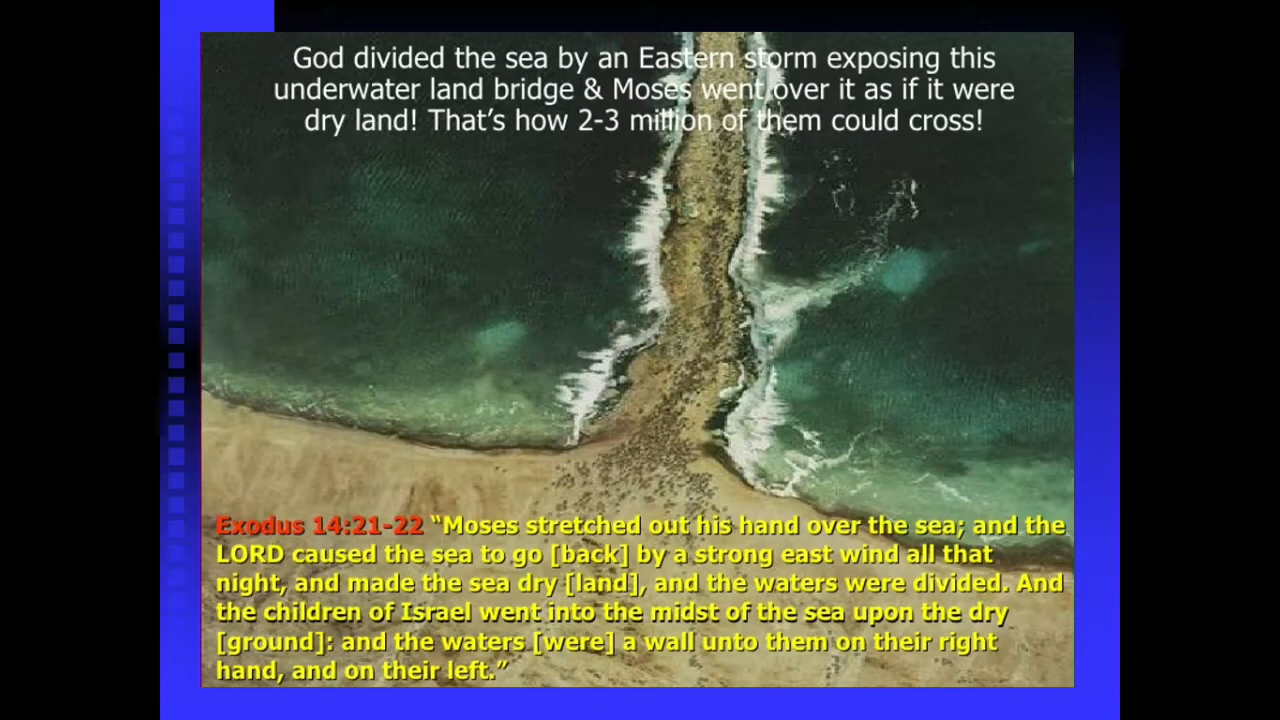 God divided the sea by an Eastern storm exposing this
underwater land bridge & Moses went over it as if it were
dry land! That's how 2-3 million of them could cross!
Exodus 14:21-22 “Moses stretched out his hand over the sea; and the
LORD caused the sea to go [back] by a strong east wind all that
night, and made the sea dry [land], and the waters were divided. And
the children of Israel went into the midst of the sea upon the dry
[ground]: and the waters [were] a wall unto them on their right
hand, and on their left.”